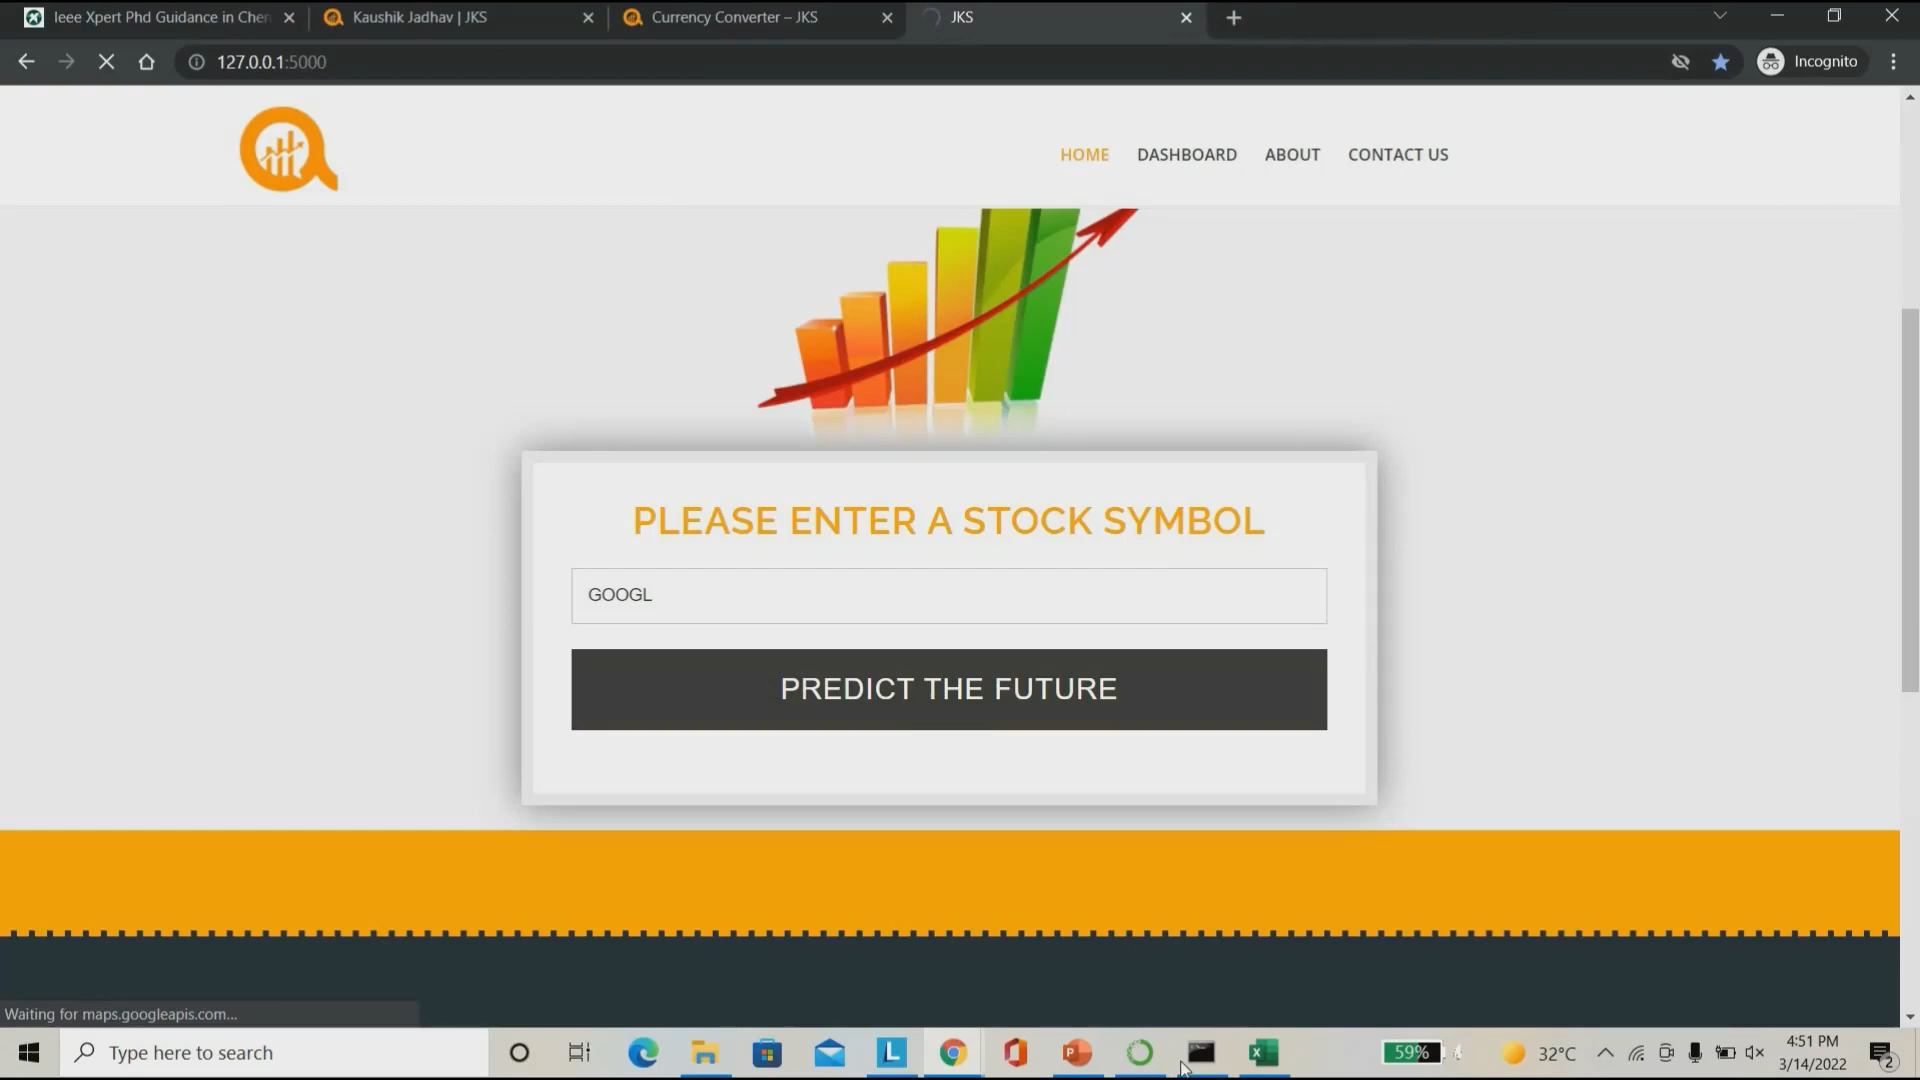 Ieee Xpert Phd Guidance in Chen
Kaushik Jadhav | JKS
Currency Converter – JKS
JKS
127.0.0.1:5000
Incognito
HOME
DASHBOARD
ABOUT
CONTACT US
PLEASE ENTER A STOCK SYMBOL
GOOGL
PREDICT THE FUTURE
Waiting for maps.googleapis.com...
Type here to search
59%
32°C
4:51 PM
3/14/2022
2